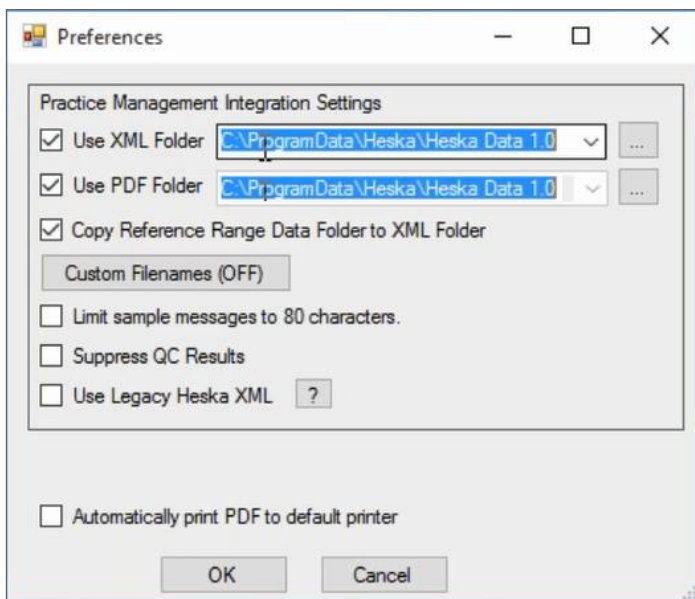 Preferences
Practice Management Integration Settings
Use XML Folder C:\ProgramData\Heska\Heska Data 1.0 ...
Use PDF Folder C:\ProgramData\Heska\Heska Data 1.0 ...
Copy Reference Range Data Folder to XML Folder
Custom Filenames (OFF)
Limit sample messages to 80 characters.
Suppress QC Results
Use Legacy Heska XML ?
Automatically print PDF to default printer
OK Cancel